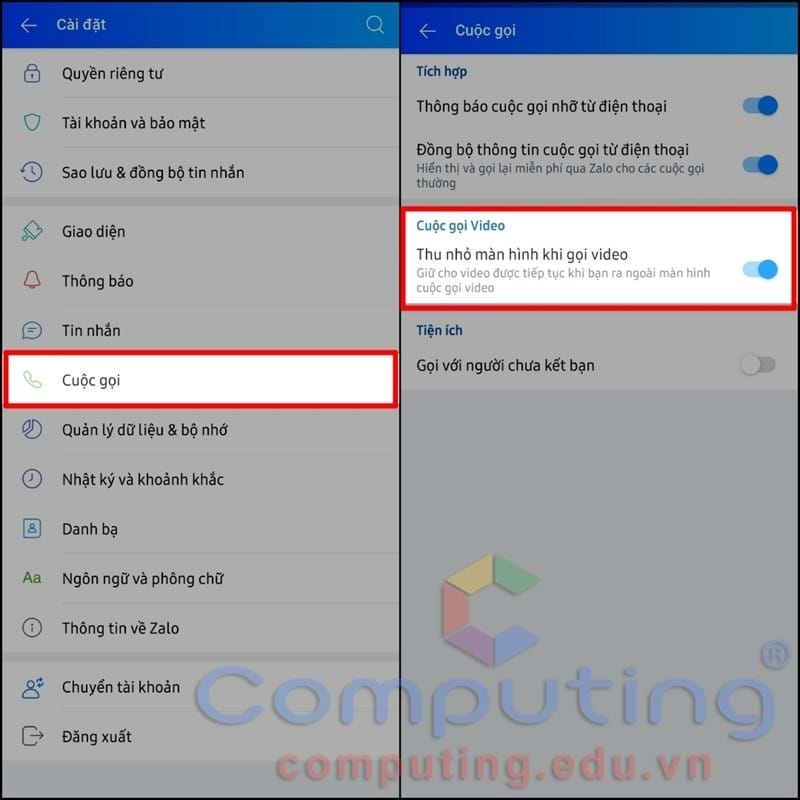 Cài đặt
Quyền riêng tư
Tài khoản và bảo mật
Sao lưu & đồng bộ tin nhắn
Giao diện
Thông báo
Tin nhắn
Cuộc gọi
Quản lý dữ liệu & bộ nhớ
Nhật ký và khoảnh khắc
Danh bạ
Aa Ngôn ngữ và phông chữ
Thông tin về Zalo
Chuyển tài khoản
Đăng xuất
Cuộc gọi
Tích hợp
Thông báo cuộc gọi nhỡ từ điện thoại
Đồng bộ thông tin cuộc gọi từ điện thoại
Hiển thị và gọi lại miễn phí qua Zalo cho các cuộc gọi
thường
Cuộc gọi Video
Thu nhỏ màn hình khi gọi video
Giữ cho video được tiếp tục khi bạn ra ngoài màn hình
cuộc gọi video
Tiện ích
Gọi với người chưa kết bạn
Computing®
computing.edu.vn